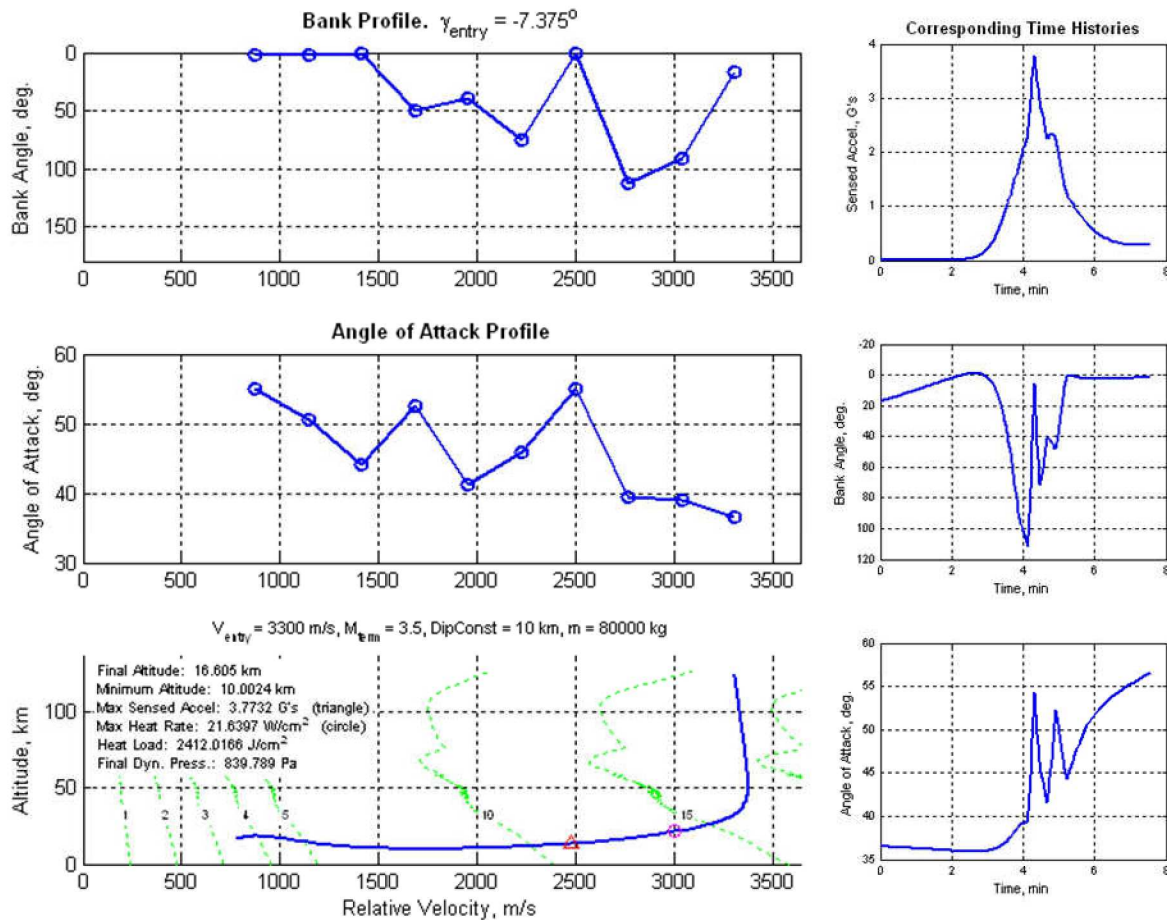 Bank Profile. γentry = -7.375°
Bank Angle, deg.
0
50
100
150
0 500 1000 1500 2000 2500 3000 3500
Angle of Attack Profile
Angle of Attack, deg.
60
50
40
30
0 500 1000 1500 2000 2500 3000 3500
Ventry = 3300 m/s, Mterm = 3.5, DipConst = 10 km, m = 80000 kg
Final Altitude: 16.605 km
Minimum Altitude: 10.0024 km
Max Sensed Accel: 3.7732 G's (triangle)
Max Heat Rate: 21.6397 W/cm² (circle)
Heat Load: 2412.0166 J/cm²
Final Dyn. Press.: 839.789 Pa
Altitude, km
100
50
0
1 2 3 4 5 10 15
0 500 1000 1500 2000 2500 3000 3500
Relative Velocity, m/s
Corresponding Time Histories
Sensed Accel., G's
4
3
2
1
0
0 2 4 6 8
Time, min
Bank Angle, deg.
-20
0
20
40
60
80
100
120
0 2 4 6 8
Time, min
Angle of Attack, deg.
60
55
50
45
40
35
0 2 4 6 8
Time, min